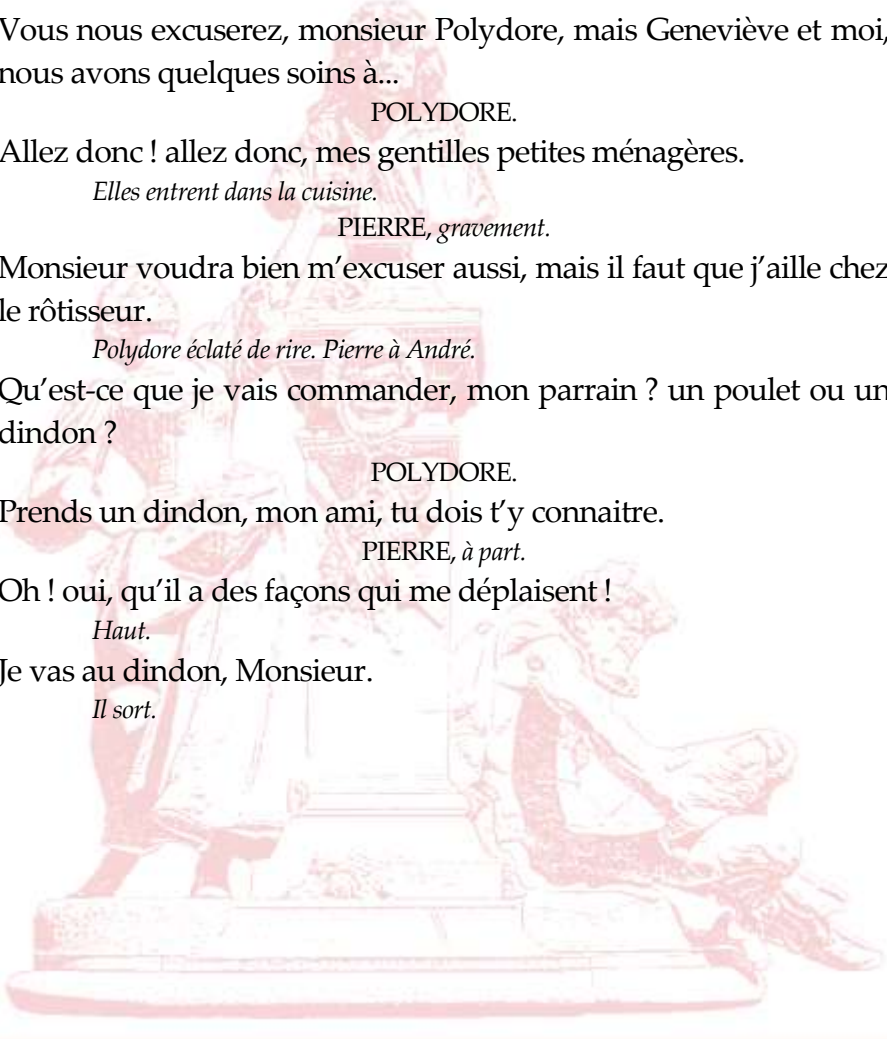 Vous nous excuserez, monsieur Polydore, mais Geneviève et moi,
nous avons quelques soins à...
POLYDORE.
Allez donc ! allez donc, mes gentilles petites ménagères.
Elles entrent dans la cuisine.
PIERRE, gravement.
Monsieur voudra bien m’excuser aussi, mais il faut que j’aille chez
le rôtisseur.
Polydore éclaté de rire. Pierre à André.
Qu’est-ce que je vais commander, mon parrain ? un poulet ou un
dindon ?
POLYDORE.
Prends un dindon, mon ami, tu dois t’y connaitre.
PIERRE, à part.
Oh ! oui, qu’il a des façons qui me déplaisent !
Haut.
Je vas au dindon, Monsieur.
Il sort.